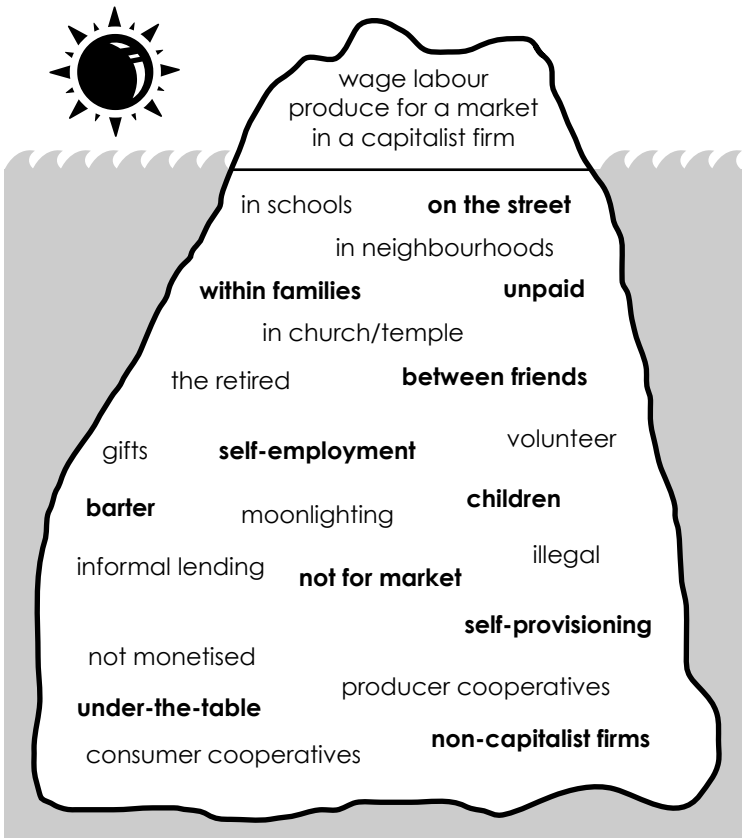 wage labour
produce for a market
in a capitalist firm
in schools on the street
in neighbourhoods
within families unpaid
in church/temple
the retired between friends
gifts self-employment volunteer
barter moonlighting children
informal lending not for market illegal
self-provisioning
not monetised
producer cooperatives
under-the-table
consumer cooperatives non-capitalist firms